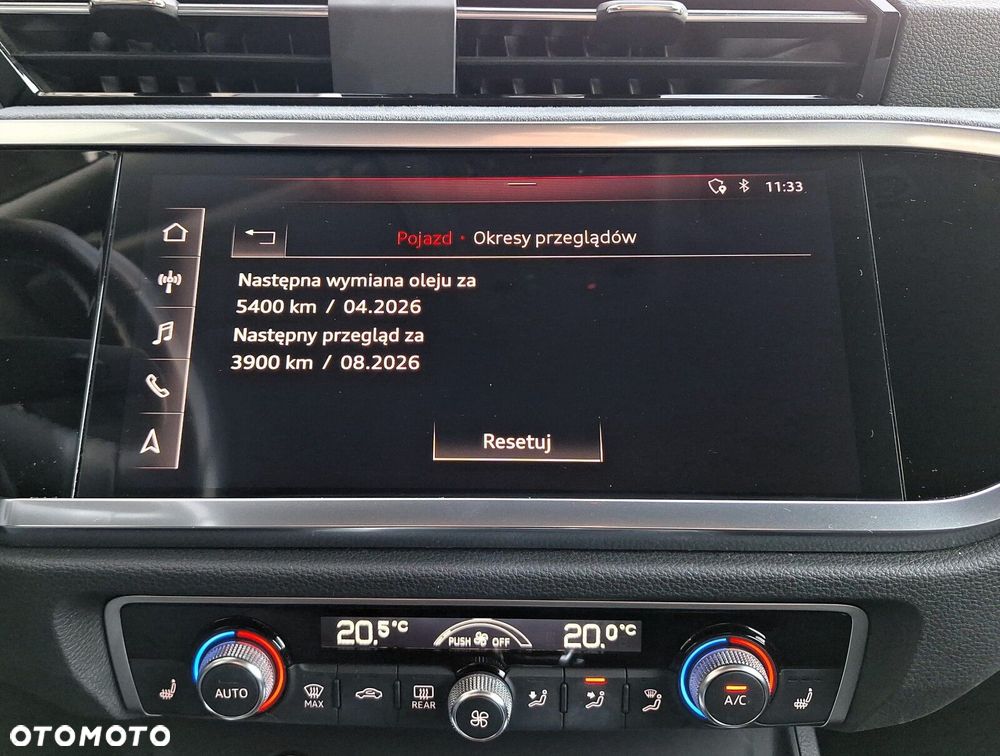 11:33
Pojazd · Okresy przeglądów
Następna wymiana oleju za
5400 km / 04.2026
Następny przegląd za
3900 km / 08.2026
Resetuj
20.5°C
PUSH OFF
20.0°C
AUTO
MAX
REAR
A/C
OTOMOTO